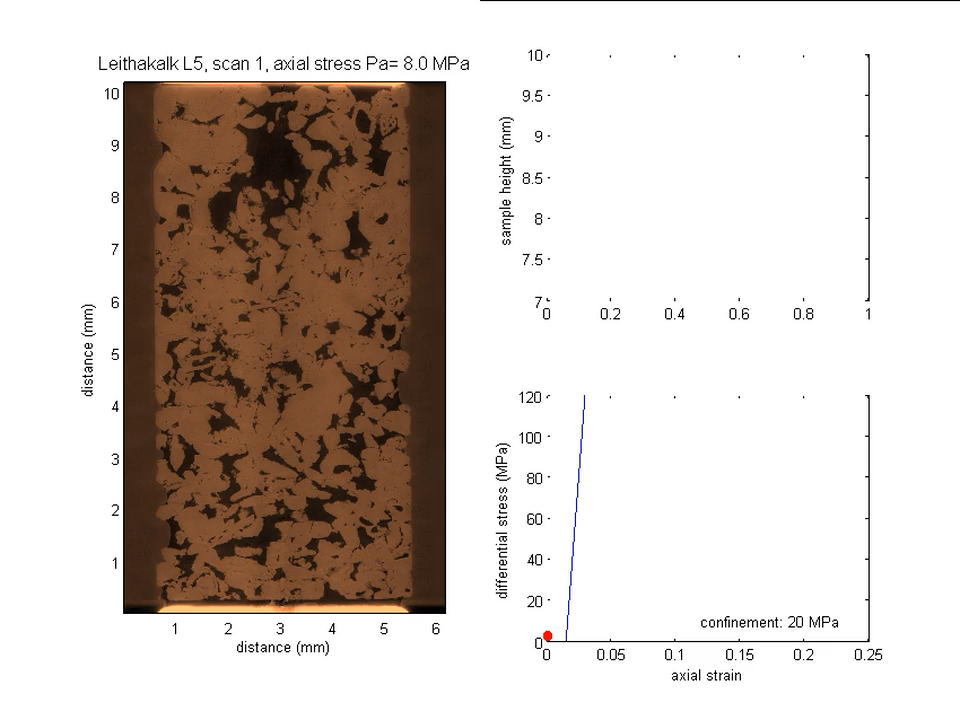 Leithakalk L5, scan 1, axial stress Pa= 8.0 MPa
10
9
8
7
6
5
4
3
2
1
distance (mm)
1 2 3 4 5 6
distance (mm)
10
9.5
9
8.5
8
7.5
7
sample height (mm)
0 0.2 0.4 0.6 0.8 1
120
100
80
60
40
20
0
differential stress (MPa)
confinement: 20 MPa
0 0.05 0.1 0.15 0.2 0.25
axial strain